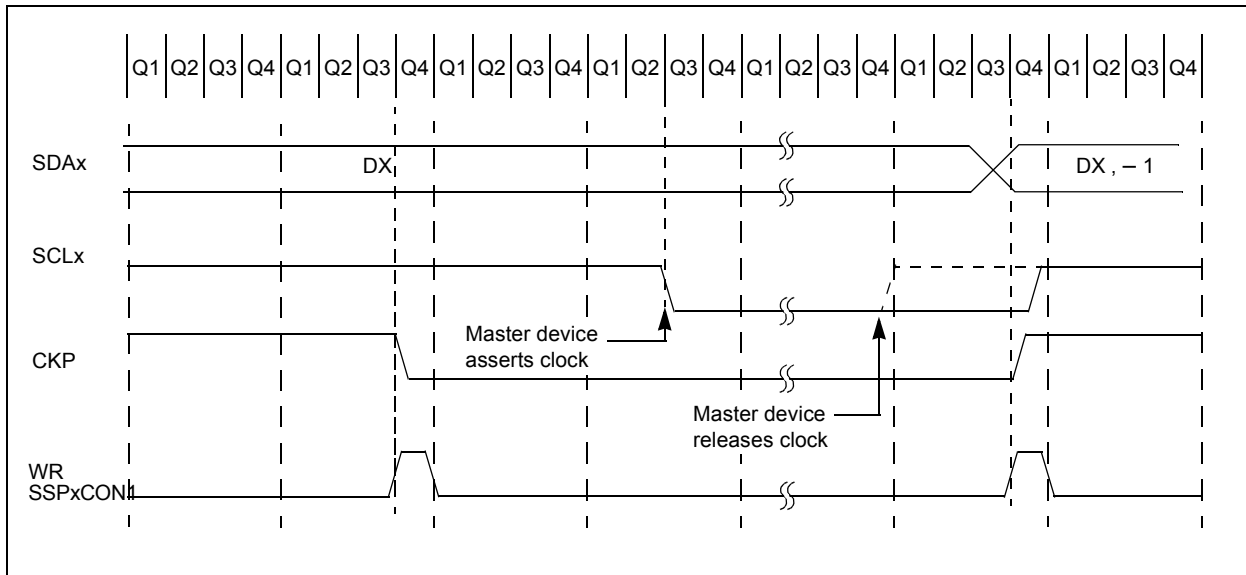 Q1 Q2 Q3 Q4 Q1 Q2 Q3 Q4 Q1 Q2 Q3 Q4 Q1 Q2 Q3 Q4 Q1 Q2 Q3 Q4 Q1 Q2 Q3 Q4 Q1 Q2 Q3 Q4
SDAx
DX
DX , – 1
SCLx
Master device
asserts clock
CKP
Master device
releases clock
WR
SSPxCON1